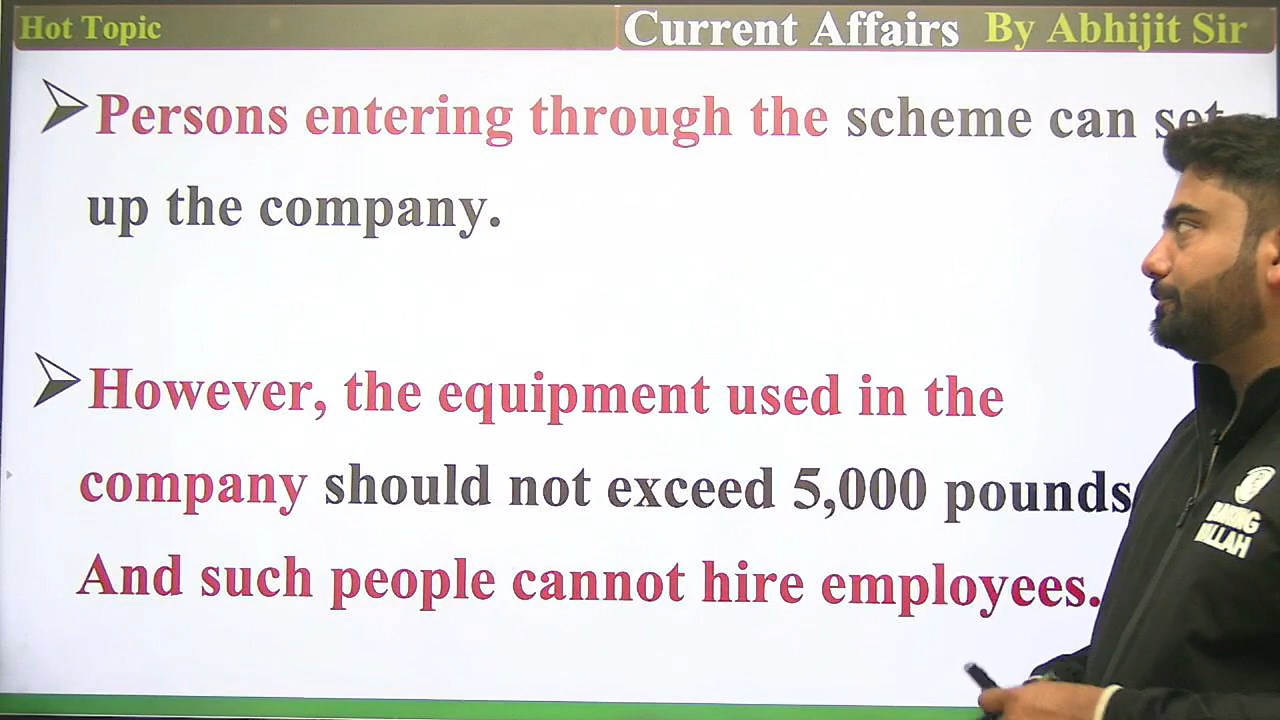 Hot Topic
Current Affairs By Abhijit Sir
Persons entering through the scheme can set
up the company.
However, the equipment used in the
company should not exceed 5,000 pounds
And such people cannot hire employees.